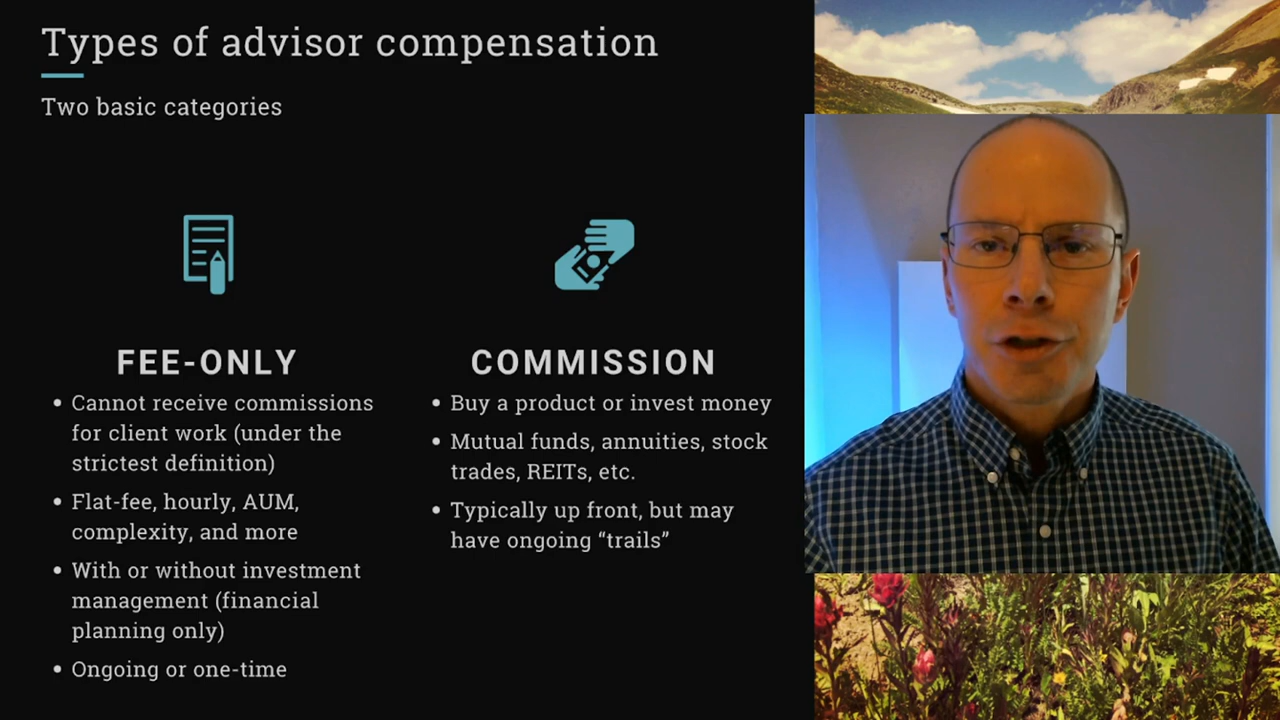 Types of advisor compensation
Two basic categories
FEE-ONLY
• Cannot receive commissions
for client work (under the
strictest definition)
• Flat-fee, hourly, AUM,
complexity, and more
• With or without investment
management (financial
planning only)
• Ongoing or one-time
COMMISSION
• Buy a product or invest money
• Mutual funds, annuities, stock
trades, REITs, etc.
• Typically up front, but may
have ongoing “trails”